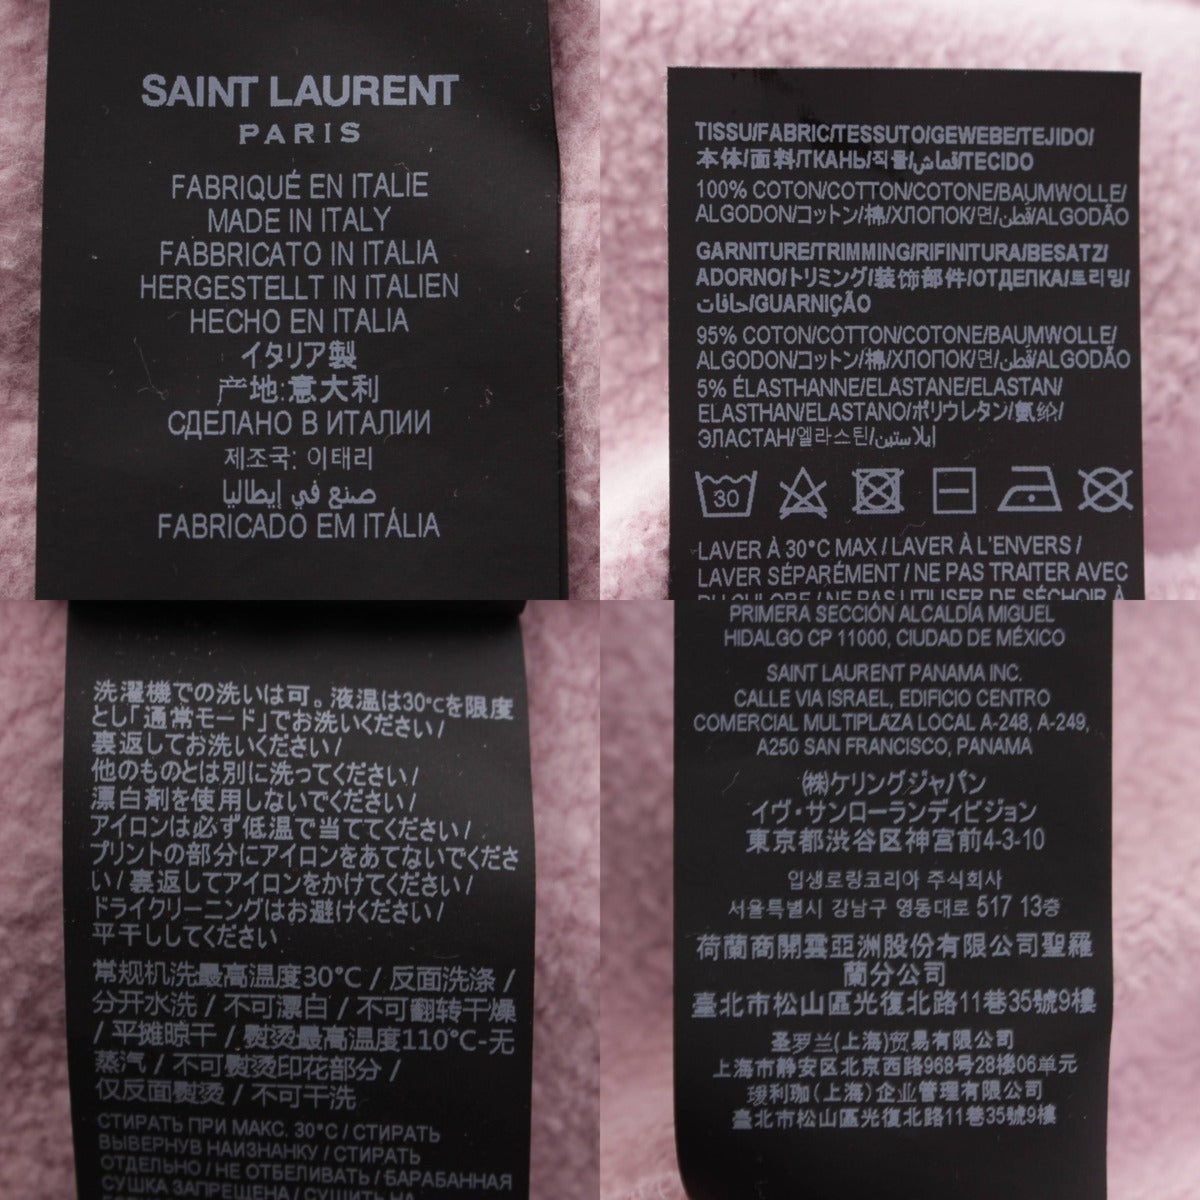 SAINT LAURENT
PARIS
FABRIQUÉ EN ITALIE
MADE IN ITALY
FABBRICATO IN ITALIA
HERGESTELLT IN ITALIEN
HECHO EN ITALIA
イタリア製
产地:意大利
СДЕЛАНО В ИТАЛИИ
제조국: 이태리
صنع في إيطاليا
FABRICADO EM ITÁLIA
TISSU/FABRIC/TESSUTO/GEWEBE/TEJIDO/
本体/面料/ТКАНЬ/직물/قماش/TECIDO
100% COTON/COTTON/COTONE/BAUMWOLLE/
ALGODON/コットン/棉/ХЛОПОК/면/قطن/ALGODÃO
GARNITURE/TRIMMING/RIFINITURA/BESATZ/
ADORNO/トリミング/装饰部件/ОТДЕЛКА/트리밍/
حافات/GUARNIÇÃO
95% COTON/COTTON/COTONE/BAUMWOLLE/
ALGODON/コットン/棉/ХЛОПОК/면/قطن/ALGODÃO
5% ÉLASTHANNE/ELASTANE/ELASTAN/
ELASTHAN/ELASTANO/ポリウレタン/氨纶/
ЭЛАСТАН/엘라스틴/إيلاستين
30
LAVER À 30°C MAX / LAVER À L'ENVERS /
LAVER SÉPARÉMENT / NE PAS TRAITER AVEC
DU CHLORE / NE PAS UTILISER DE SÉCHOIR À
洗濯機での洗いは可。液温は30℃を限度
とし「通常モード」でお洗いください/
裏返してお洗いください/
他のものとは別に洗ってください/
漂白剤を使用しないでください/
アイロンは必ず低温で当ててください/
プリントの部分にアイロンをあてないでくださ
い/裏返してアイロンをかけてください/
ドライクリーニングはお避けください/
平干ししてください
常规机洗最高温度30°C / 反面洗涤 /
分开水洗 / 不可漂白 / 不可翻转干燥
/ 平摊晾干 / 熨烫最高温度110°C-无
蒸汽 / 不可熨烫印花部分 /
仅反面熨烫 / 不可干洗
СТИРАТЬ ПРИ МАКС. 30°C / СТИРАТЬ
ВЫВЕРНУВ НАИЗНАНКУ / СТИРАТЬ
ОТДЕЛЬНО / НЕ ОТБЕЛИВАТЬ / БАРАБАННАЯ
СУШКА ЗАПРЕЩЕНА / СУШИТЬ НА
PRIMERA SECCIÓN ALCALDÍA MIGUEL
HIDALGO CP 11000, CIUDAD DE MÉXICO
SAINT LAURENT PANAMA INC.
CALLE VIA ISRAEL, EDIFICIO CENTRO
COMERCIAL MULTIPLAZA LOCAL A-248, A-249,
A250 SAN FRANCISCO, PANAMA
㈱ケリングジャパン
イヴ・サンローランディビジョン
東京都渋谷区神宮前4-3-10
입생로랑코리아 주식회사
서울특별시 강남구 영동대로 517 13층
荷蘭商開雲亞洲股份有限公司聖羅
蘭分公司
臺北市松山區光復北路11巷35號9樓
圣罗兰(上海)贸易有限公司
上海市静安区北京西路968号28楼06单元
瑷利珈(上海)企业管理有限公司
臺北市松山區光復北路11巷35號9樓